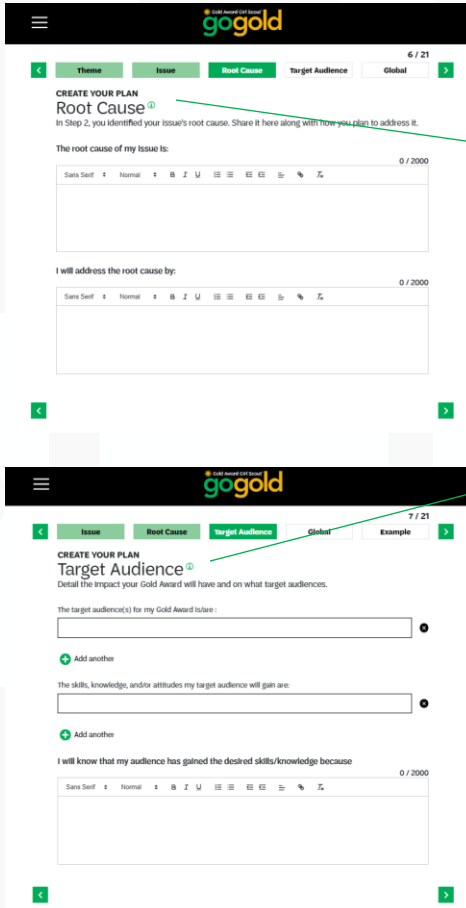 Gold Award Girl Scout
gogold
6 / 21
Theme Issue Root Cause Target Audience Global
CREATE YOUR PLAN
Root Cause
In Step 2, you identified your issue's root cause. Share it here along with how you plan to address it.
The root cause of my Issue Is:
0 / 2000
Sans Serif Normal B I U
I will address the root cause by:
0 / 2000
Sans Serif Normal B I U
Gold Award Girl Scout
gogold
7 / 21
Issue Root Cause Target Audience Global Example
CREATE YOUR PLAN
Target Audience
Detail the impact your Gold Award will have and on what target audiences.
The target audience(s) for my Gold Award is/are :
Add another
The skills, knowledge, and/or attitudes my target audience will gain are:
Add another
I will know that my audience has gained the desired skills/knowledge because
0 / 2000
Sans Serif Normal B I U